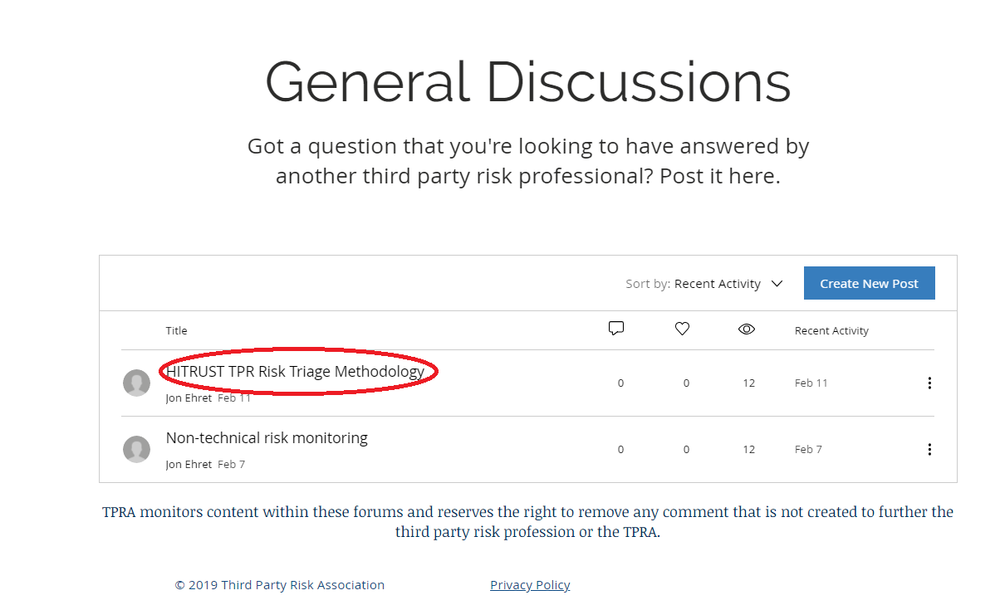 General Discussions
Got a question that you're looking to have answered by
another third party risk professional? Post it here.
Sort by: Recent Activity
Create New Post
Title
Recent Activity
HITRUST TPR Risk Triage Methodology
0 0 12 Feb 11
Jon Ehret Feb 11
Non-technical risk monitoring
0 0 12 Feb 7
Jon Ehret Feb 7
TPRA monitors content within these forums and reserves the right to remove any comment that is not created to further the
third party risk profession or the TPRA.
© 2019 Third Party Risk Association
Privacy Policy